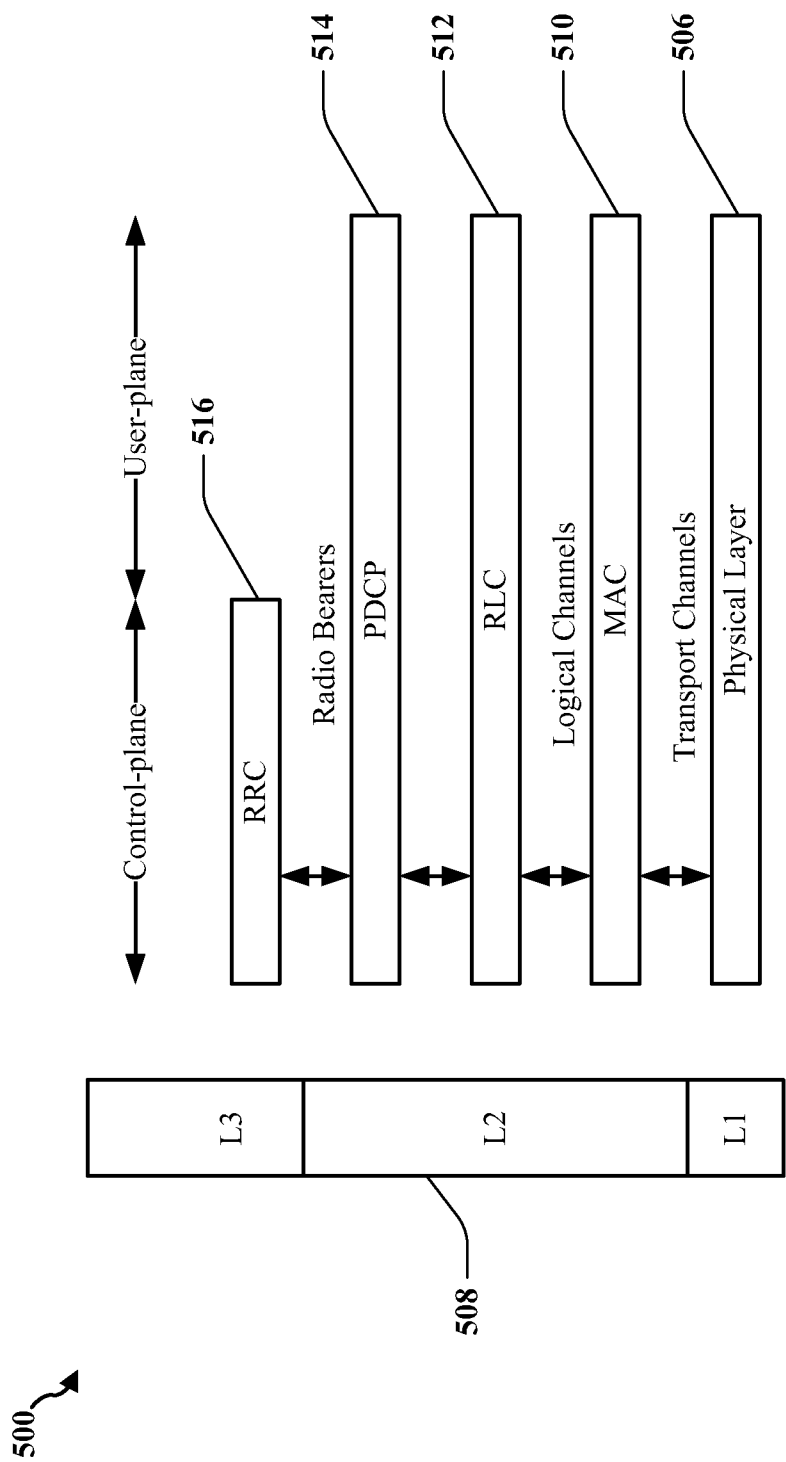 500
Control-plane
User-plane
516
L3
RRC
Radio Bearers
514
PDCP
508
L2
512
RLC
Logical Channels
510
MAC
Transport Channels
506
L1
Physical Layer